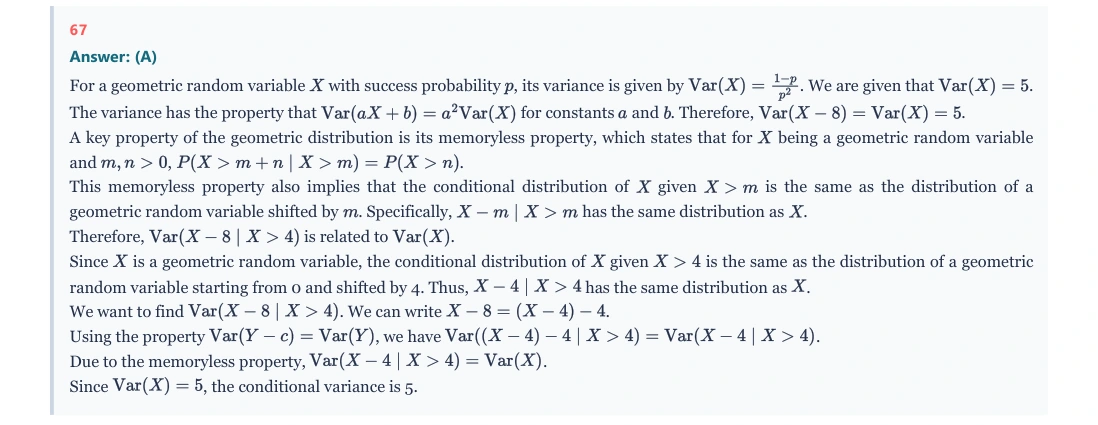 67
Answer: (A)
For a geometric random variable X with success probability p, its variance is given by Var(X) = \frac{1-p}{p^2}. We are given that Var(X) = 5.
The variance has the property that Var(aX + b) = a²Var(X) for constants a and b. Therefore, Var(X − 8) = Var(X) = 5.
A key property of the geometric distribution is its memoryless property, which states that for X being a geometric random variable
and m, n > 0, P(X > m + n | X > m) = P(X > n).
This memoryless property also implies that the conditional distribution of X given X > m is the same as the distribution of a
geometric random variable shifted by m. Specifically, X − m | X > m has the same distribution as X.
Therefore, Var(X − 8 | X > 4) is related to Var(X).
Since X is a geometric random variable, the conditional distribution of X given X > 4 is the same as the distribution of a geometric
random variable starting from 0 and shifted by 4. Thus, X − 4 | X > 4 has the same distribution as X.
We want to find Var(X − 8 | X > 4). We can write X − 8 = (X − 4) − 4.
Using the property Var(Y − c) = Var(Y), we have Var((X − 4) − 4 | X > 4) = Var(X − 4 | X > 4).
Due to the memoryless property, Var(X − 4 | X > 4) = Var(X).
Since Var(X) = 5, the conditional variance is 5.